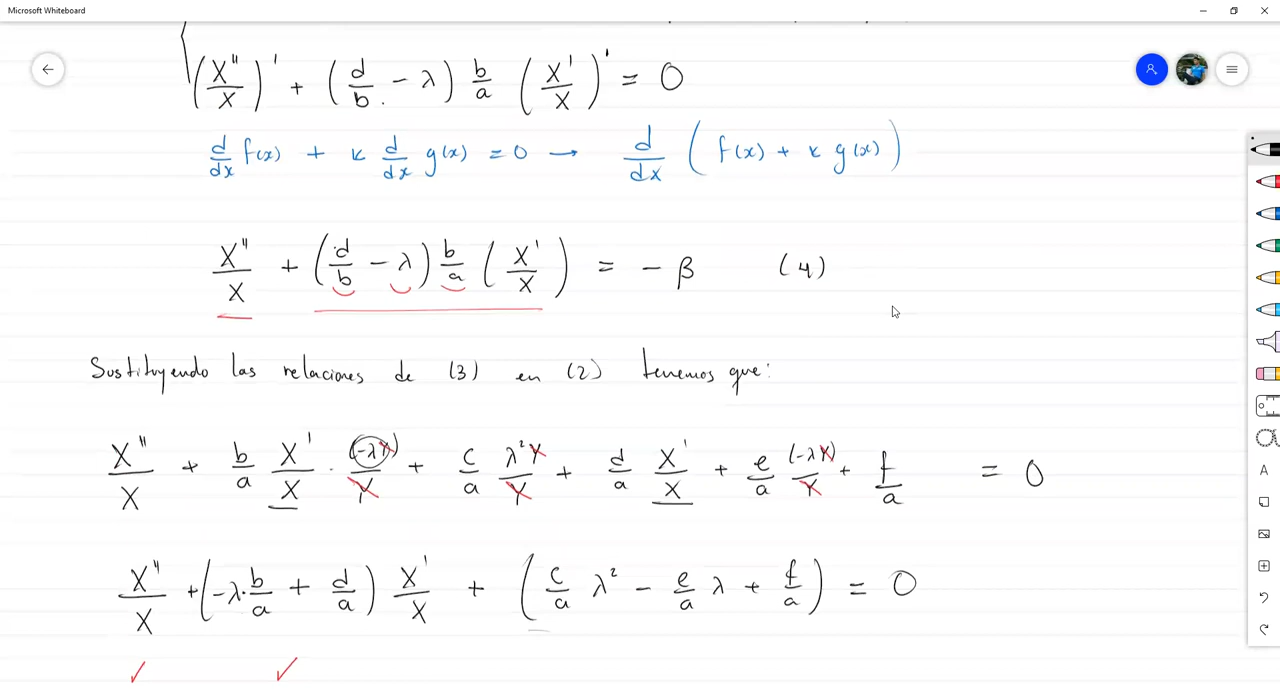 Microsoft Whiteboard
(X''/X)' + (d/b - λ) b/a (X'/X)' = 0
d/dx f(x) + κ d/dx g(x) = 0 → d/dx (f(x) + κ g(x))
X''/X + (d/b - λ) b/a (X'/X) = - β (4)
Sustituyendo las relaciones de (3) en (2) tenemos que:
X''/X + b/a X'/X · (-λY)/Y + c/a λ²Y/Y + d/a X'/X + e/a (-λY)/Y + f/a = 0
X''/X + (-λ·b/a + d/a) X'/X + (c/a λ² - e/a λ + f/a) = 0
A